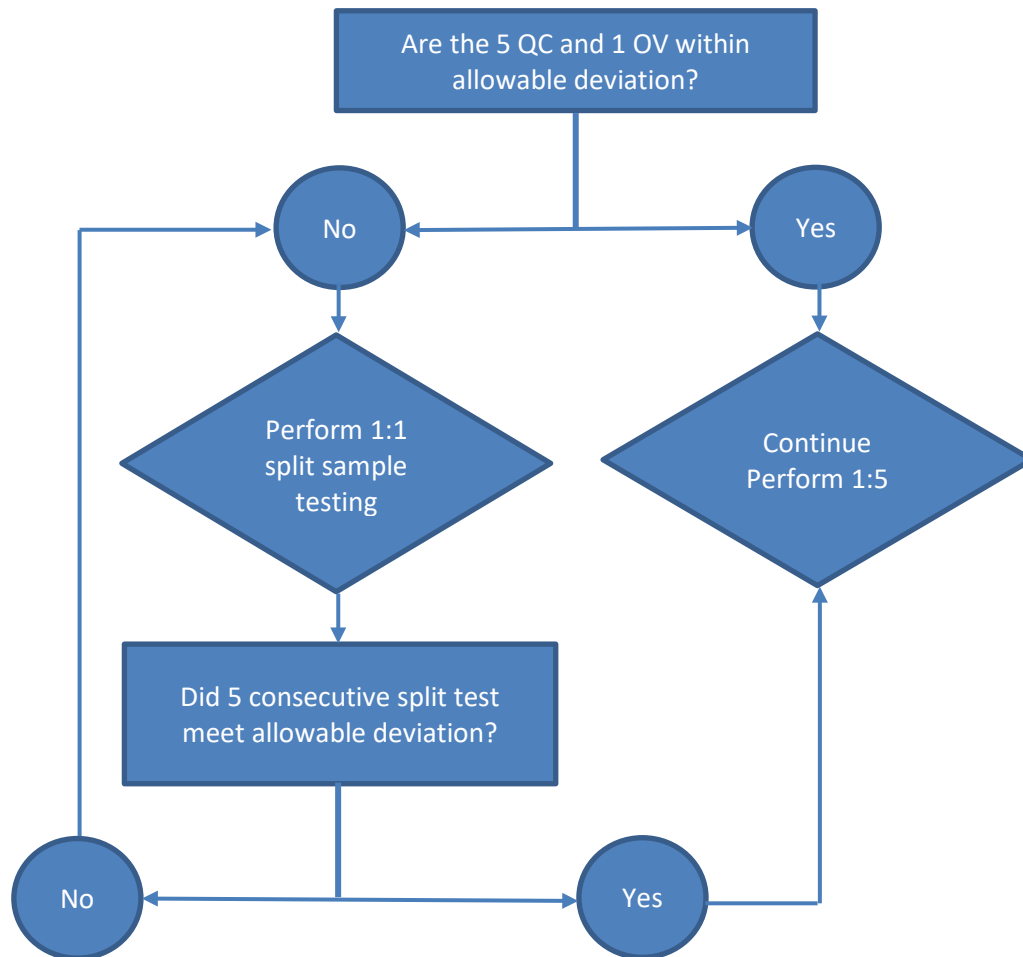 Are the 5 QC and 1 OV within
allowable deviation?
No
Yes
Perform 1:1
split sample
testing
Continue
Perform 1:5
Did 5 consecutive split test
meet allowable deviation?
No
Yes